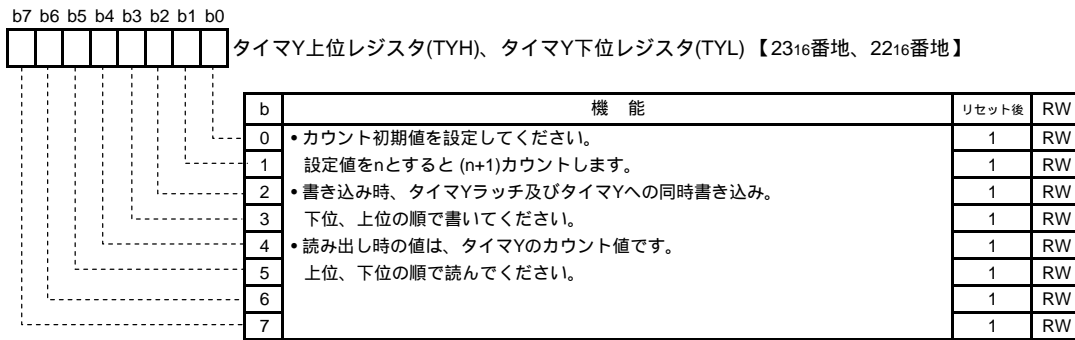 b7 b6 b5 b4 b3 b2 b1 b0
タイマY上位レジスタ(TYH)、タイマY下位レジスタ(TYL)【2316番地、2216番地】
b 機 能 リセット後 RW
0 • カウント初期値を設定してください。 1 RW
1 設定値をnとすると (n+1)カウントします。 1 RW
2 • 書き込み時、タイマYラッチ及びタイマYへの同時書き込み。 1 RW
3 下位、上位の順で書いてください。 1 RW
4 • 読み出し時の値は、タイマYのカウント値です。 1 RW
5 上位、下位の順で読んでください。 1 RW
6 1 RW
7 1 RW